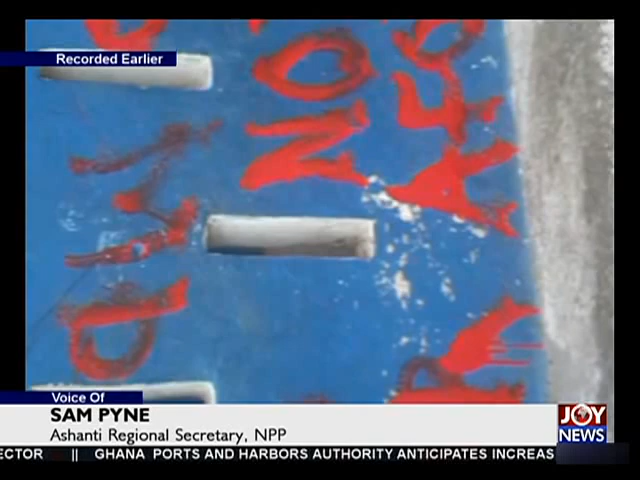 Recorded Earlier
NO
Voice Of
SAM PYNE
Ashanti Regional Secretary, NPP
JOY
NEWS
ECTOR || GHANA PORTS AND HARBORS AUTHORITY ANTICIPATES INCREAS